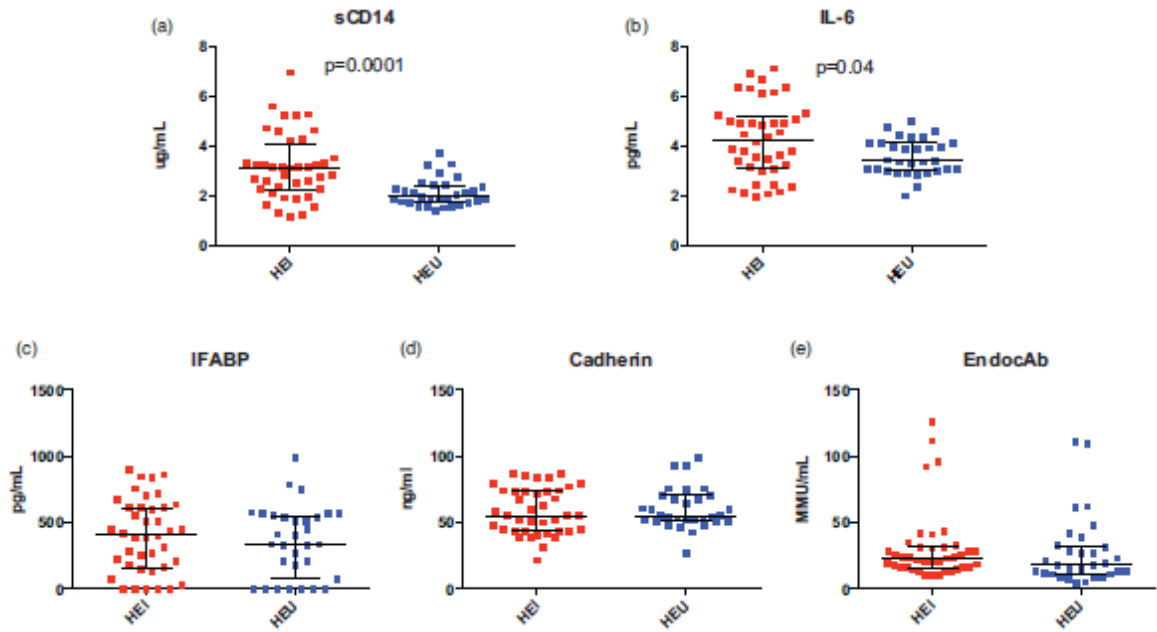 (a) sCD14
8
6
4
2
0
ug/mL
p=0.0001
HEI HEU
(b) IL-6
8
6
4
2
0
pg/mL
p=0.04
HEI HEU
(c) IFABP
1500
1000
500
0
pg/mL
HEI HEU
(d) Cadherin
150
100
50
0
ng/ml
HEI HEU
(e) EndocAb
150
100
50
0
MMU/mL
HEI HEU